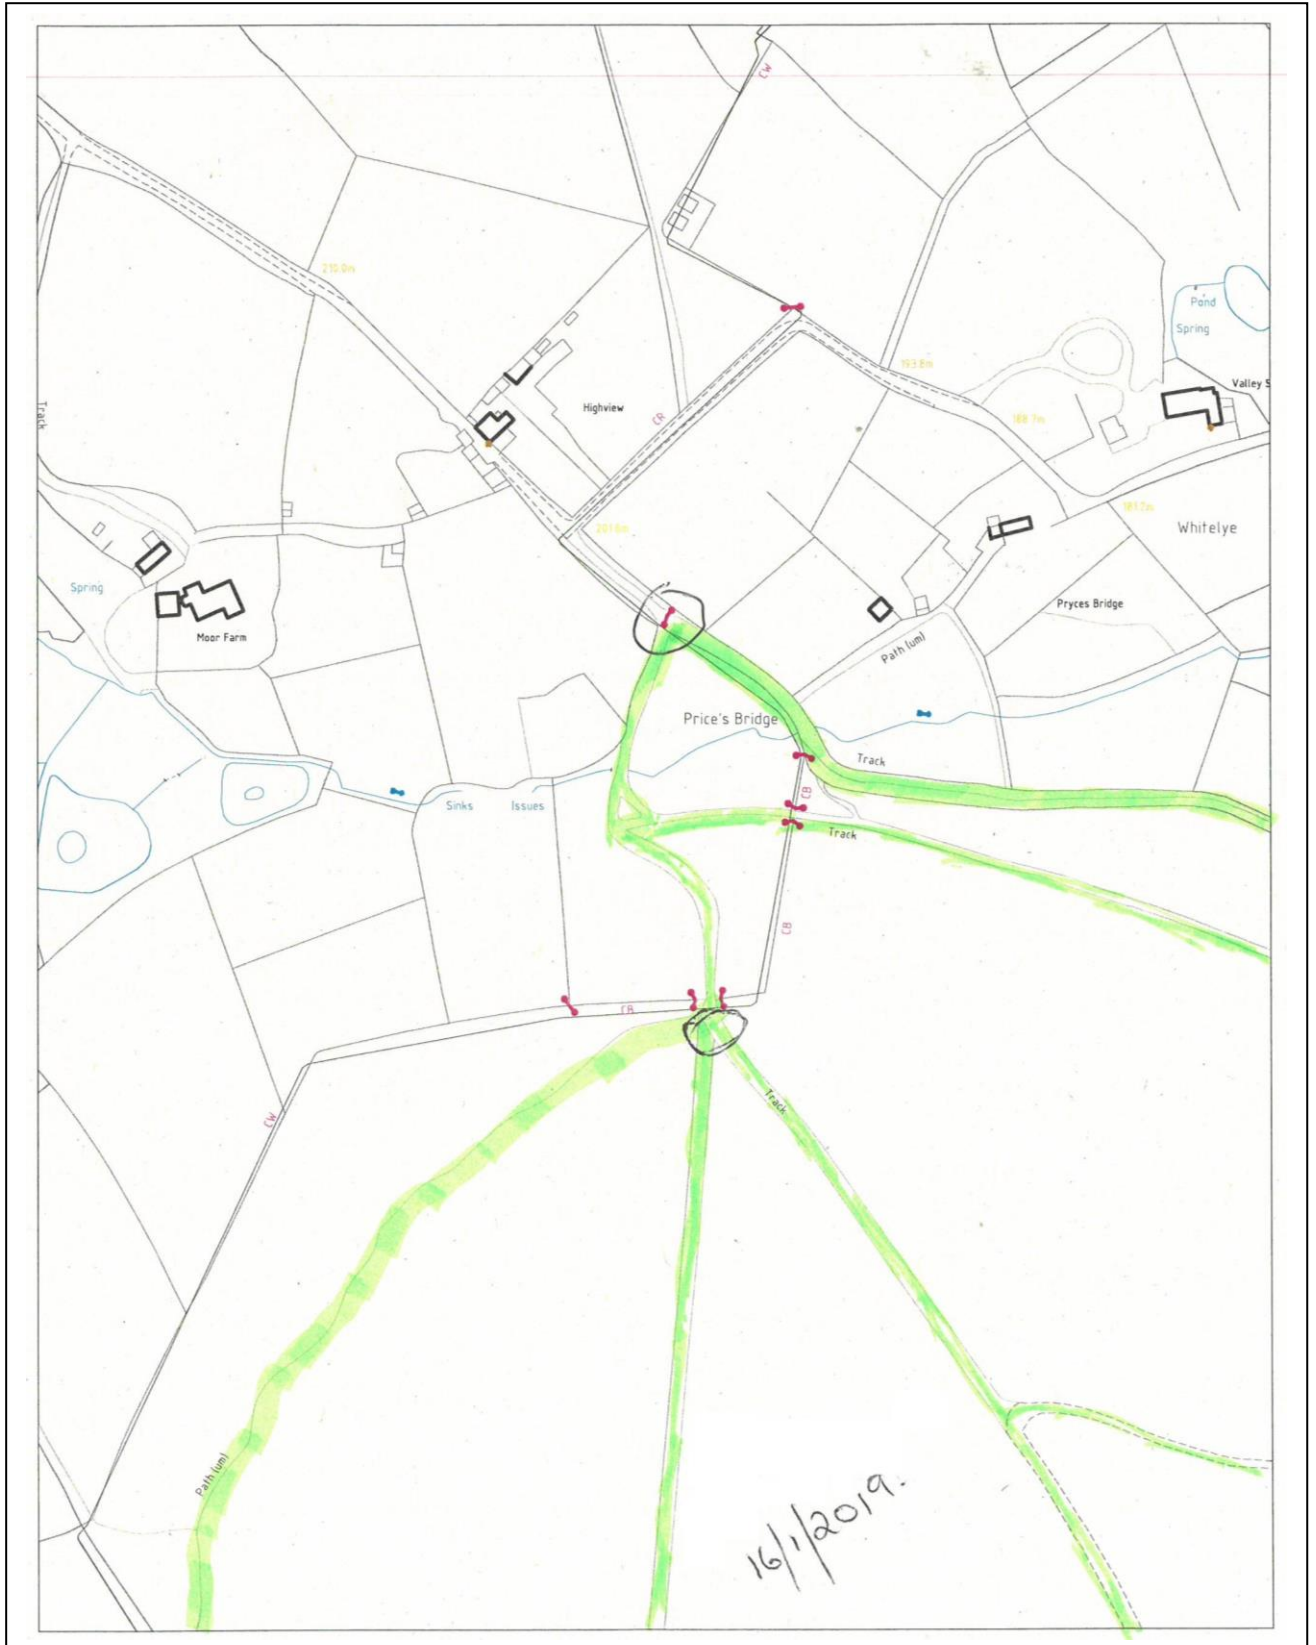 CW
210.9m
Pond
Spring
193.8m
Valley S
Highview
CR
188.7m
Track
201.6m
181.7m
Whitelye
Spring
Moor Farm
Pryces Bridge
Path (um)
Price's Bridge
Track
CB
Sinks
Issues
Track
CB
CB
Track
CW
Path (um)
16/1/2019.